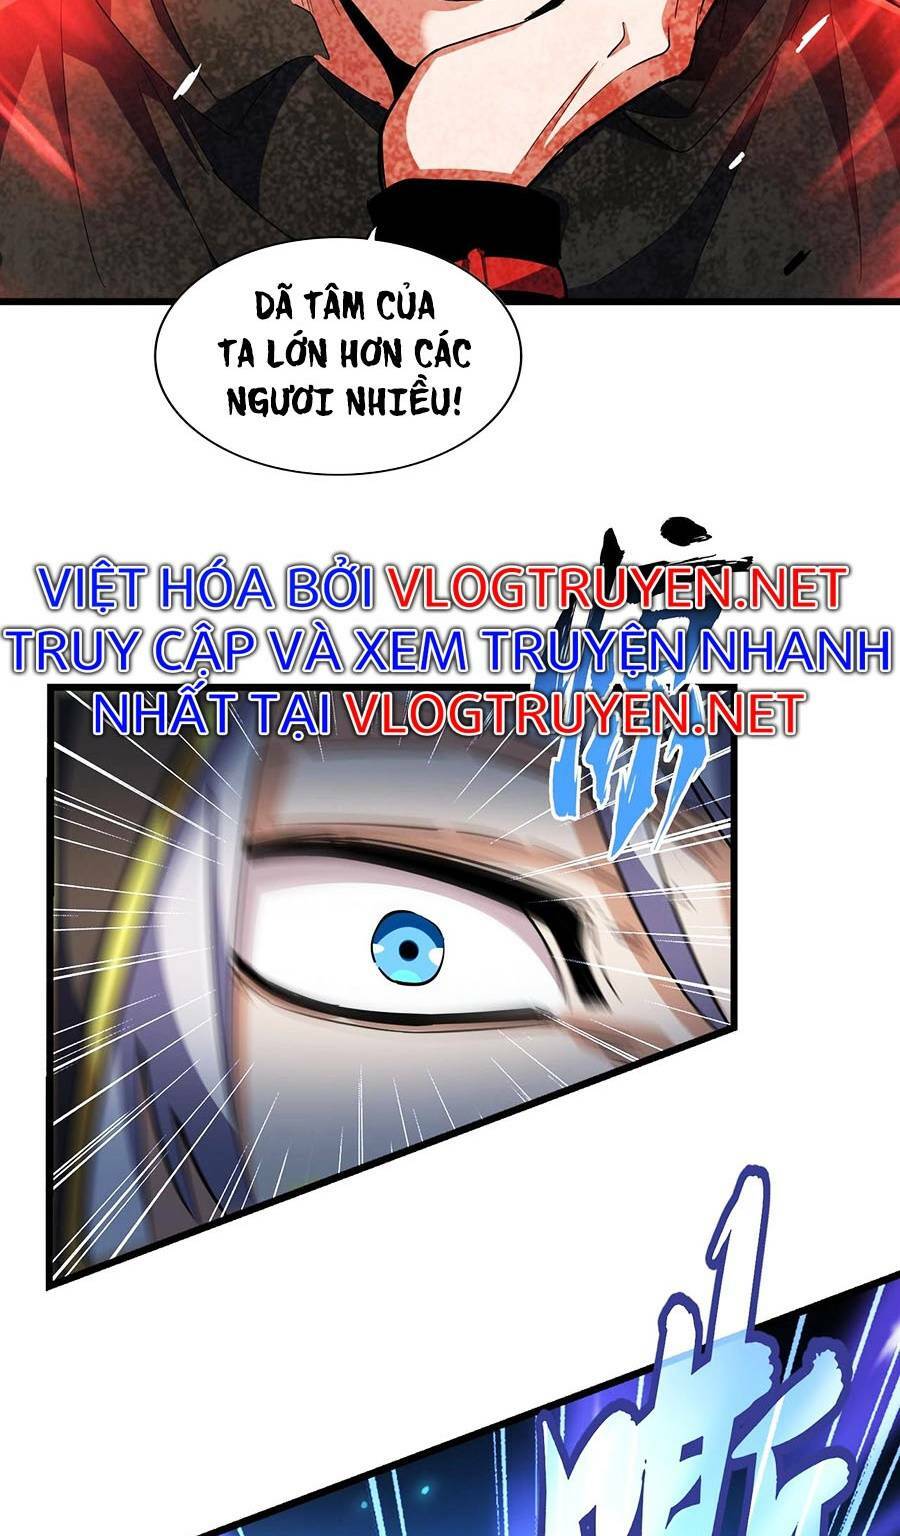 DÃ TÂM CỦA
TA LỚN HƠN CÁC
NGƯƠI NHIỀU!
VIỆT HÓA BỞI VLOGTRUYEN.NET
TRUY CẬP VÀ XEM TRUYỆN NHANH
NHẤT TẠI VLOGTRUYEN.NET